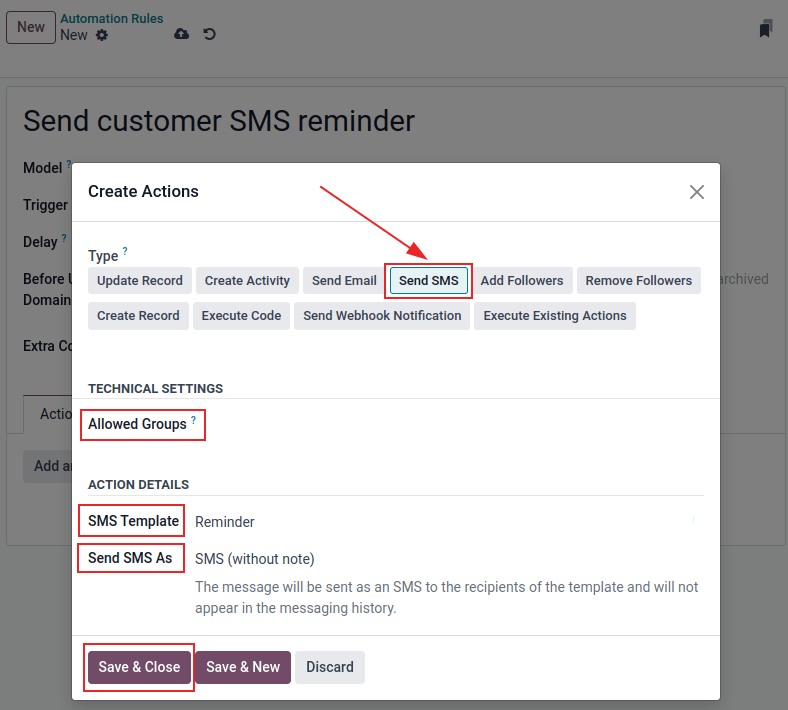 New
Automation Rules
New
Send customer SMS reminder
Model ?
Create Actions
Trigger
Delay ?
Type ?
Before
archived
Update Record Create Activity Send Email Send SMS Add Followers Remove Followers
Domain
Create Record Execute Code Send Webhook Notification Execute Existing Actions
Extra
TECHNICAL SETTINGS
Allowed Groups ?
Add
ACTION DETAILS
SMS Template Reminder
Send SMS As SMS (without note)
The message will be sent as an SMS to the recipients of the template and will not
appear in the messaging history.
Save & Close Save & New Discard